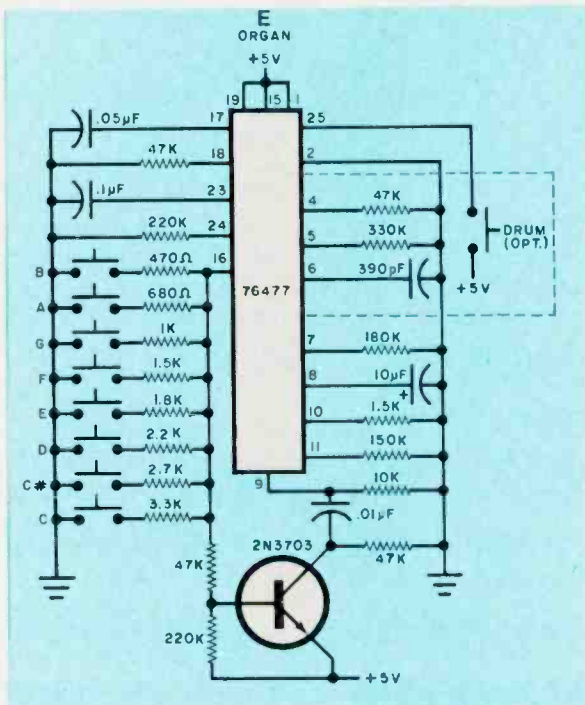 E
ORGAN
+5V
19 15 1
17
25
.05µF
47K
18
2
.1µF
23
4
47K
220K
24
5
330K
DRUM
(OPT.)
B
470Ω
16
6
390pF
+5V
A
680Ω
76477
G
1K
7
180K
F
1.5K
8
10µF
+
E
1.8K
10
1.5K
D
2.2K
11
150K
C#
2.7K
9
10K
C
3.3K
.01µF
2N3703
47K
47K
220K
+5V